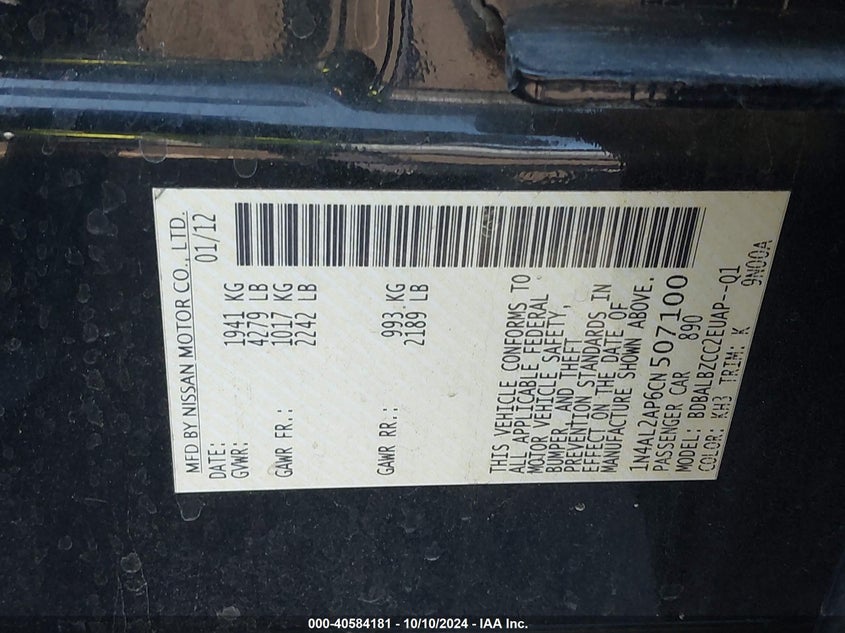 MFD BY NISSAN MOTOR CO., LTD.
DATE: 01/12
GVWR: 1941 KG
4279 LB
GAWR FR.: 1017 KG
2242 LB
GAWR RR.: 993 KG
2189 LB
THIS VEHICLE CONFORMS TO
ALL APPLICABLE FEDERAL
MOTOR VEHICLE SAFETY,
BUMPER, AND THEFT
PREVENTION STANDARDS IN
EFFECT ON THE DATE OF
MANUFACTURE SHOWN ABOVE.
1N4AL2AP6CN507100
PASSENGER CAR 890
MODEL: BDBALBZCC2EUAP--Q1
COLOR: KH3 TRIM: K 9N00A
000-40584181 - 10/10/2024 - IAA Inc.